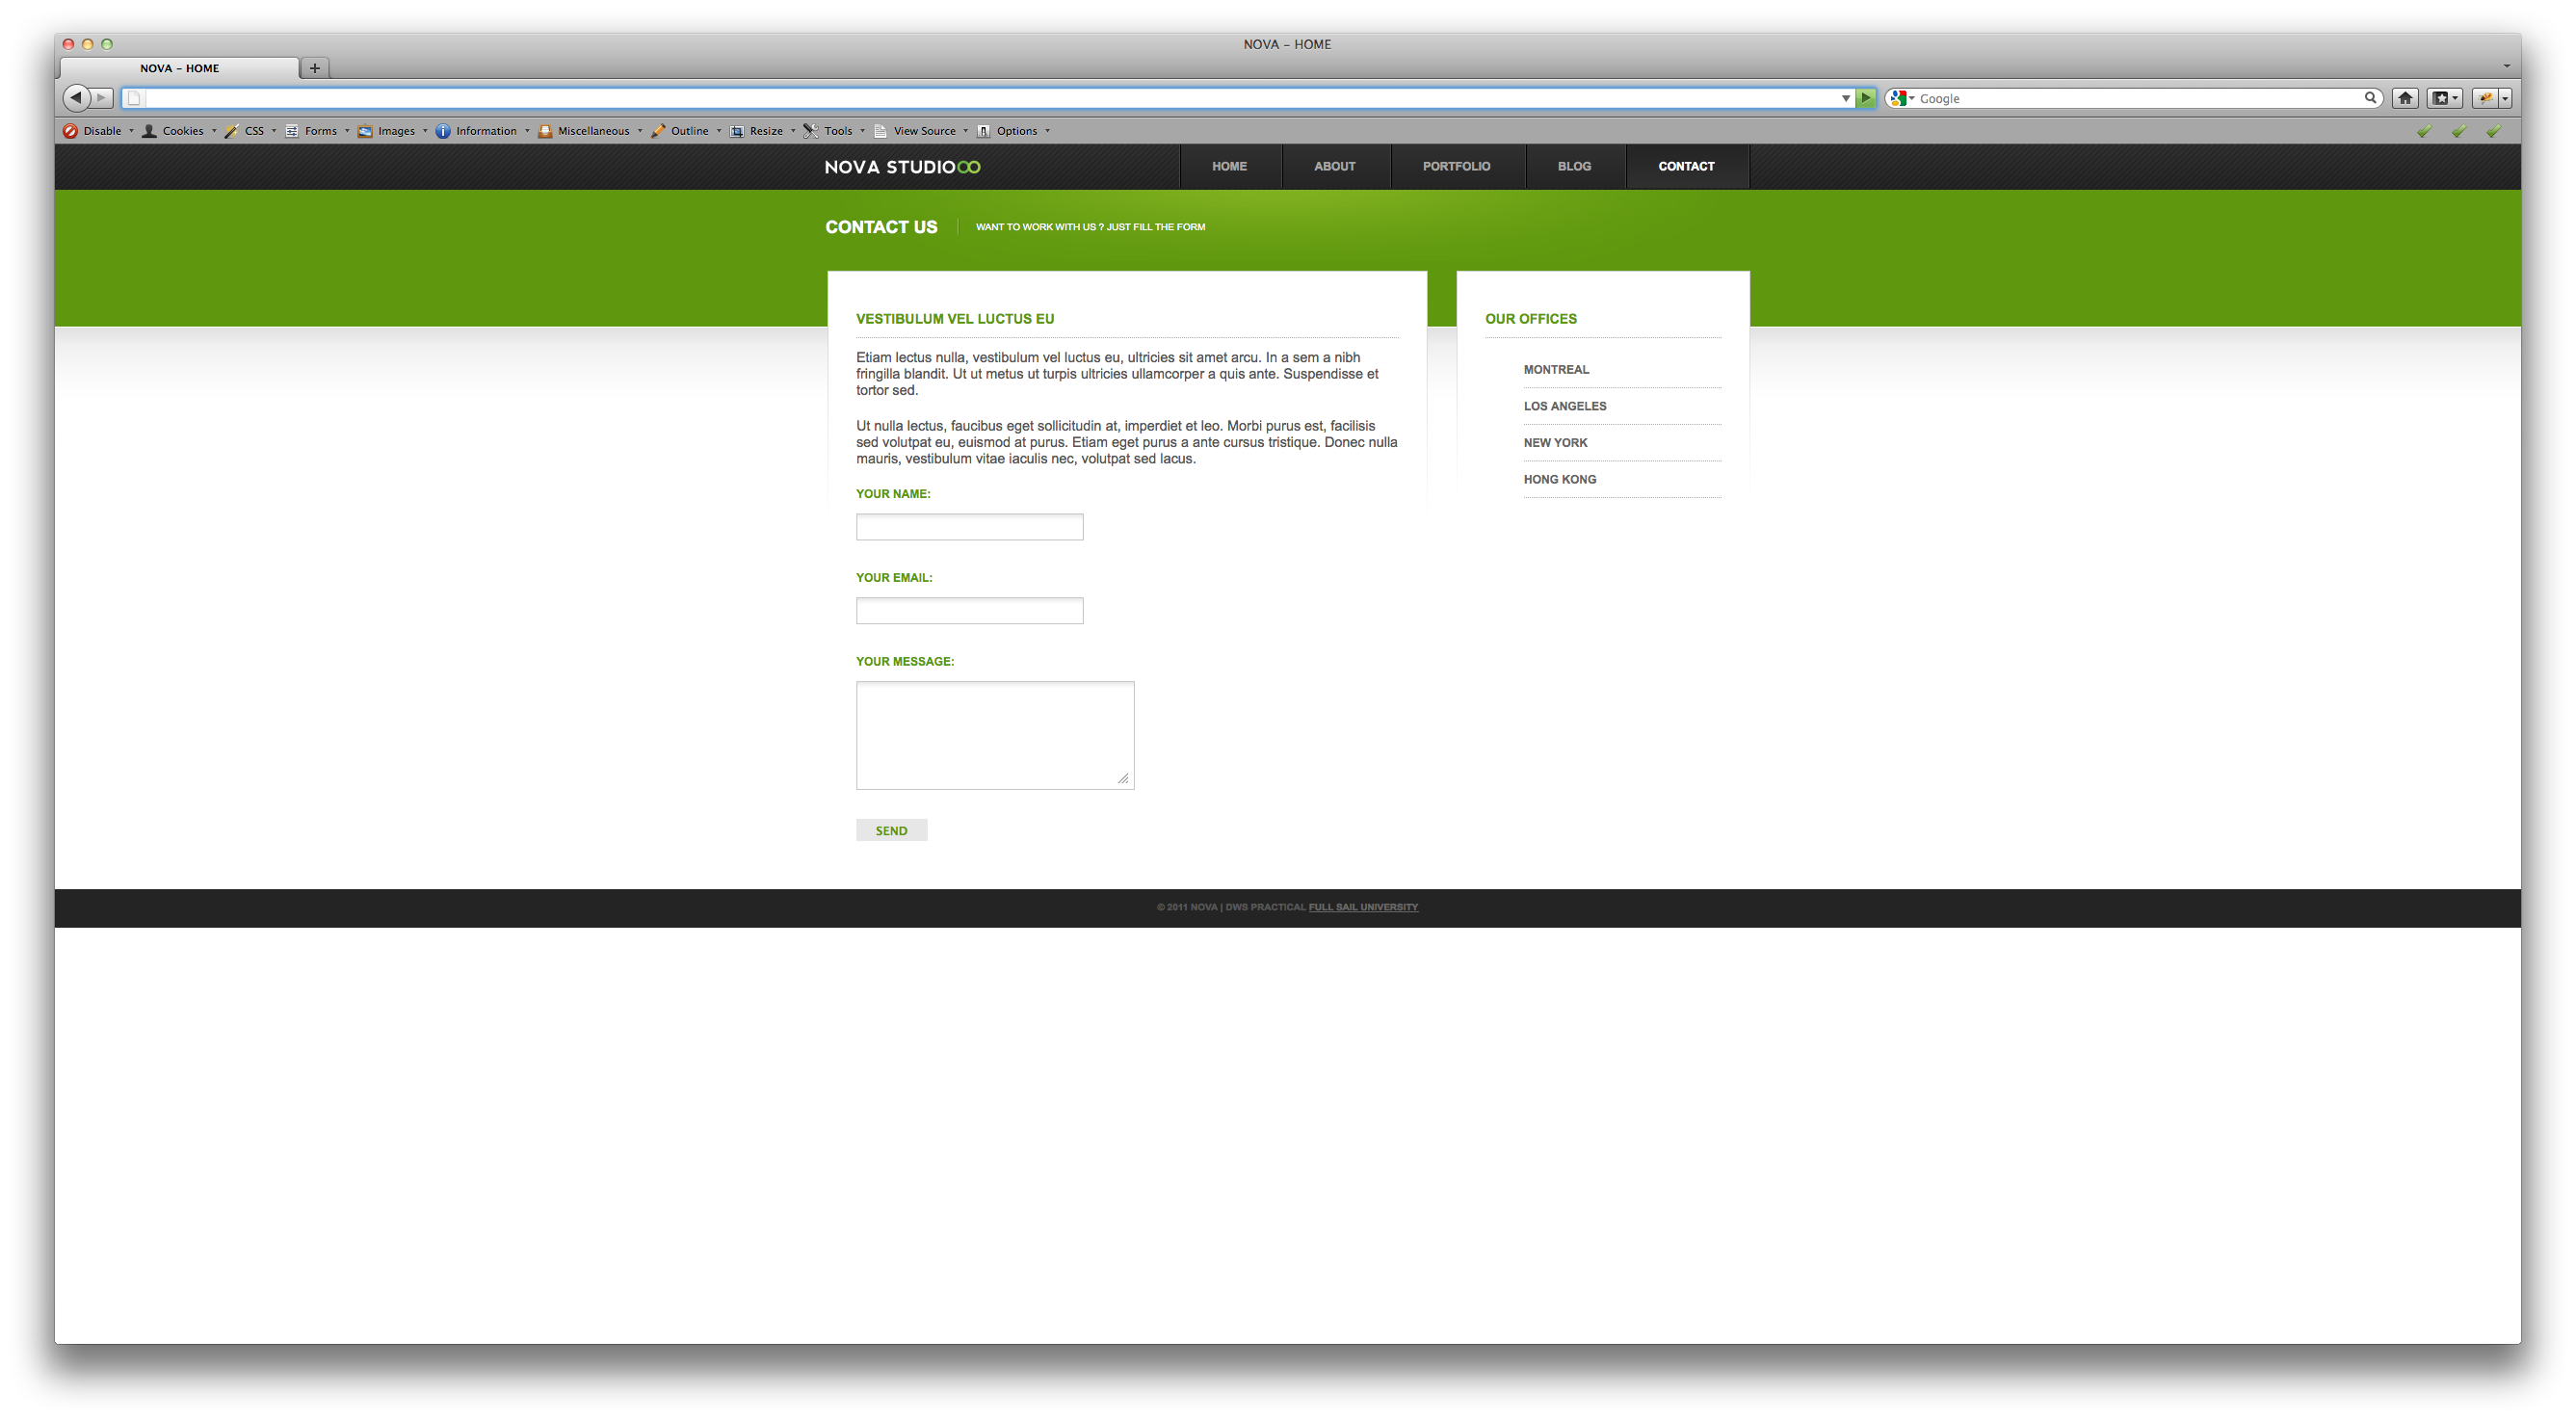 NOVA – HOME
NOVA – HOME
Google
Disable Cookies CSS Forms Images Information Miscellaneous Outline Resize Tools View Source Options
NOVA STUDIO HOME ABOUT PORTFOLIO BLOG CONTACT
CONTACT US WANT TO WORK WITH US ? JUST FILL THE FORM
VESTIBULUM VEL LUCTUS EU
Etiam lectus nulla, vestibulum vel luctus eu, ultricies sit amet arcu. In a sem a nibh
fringilla blandit. Ut ut metus ut turpis ultricies ullamcorper a quis ante. Suspendisse et
tortor sed.
Ut nulla lectus, faucibus eget sollicitudin at, imperdiet et leo. Morbi purus est, facilisis
sed volutpat eu, euismod at purus. Etiam eget purus a ante cursus tristique. Donec nulla
mauris, vestibulum vitae iaculis nec, volutpat sed lacus.
YOUR NAME:
YOUR EMAIL:
YOUR MESSAGE:
SEND
OUR OFFICES
MONTREAL
LOS ANGELES
NEW YORK
HONG KONG
© 2011 NOVA | DWS PRACTICAL FULL SAIL UNIVERSITY